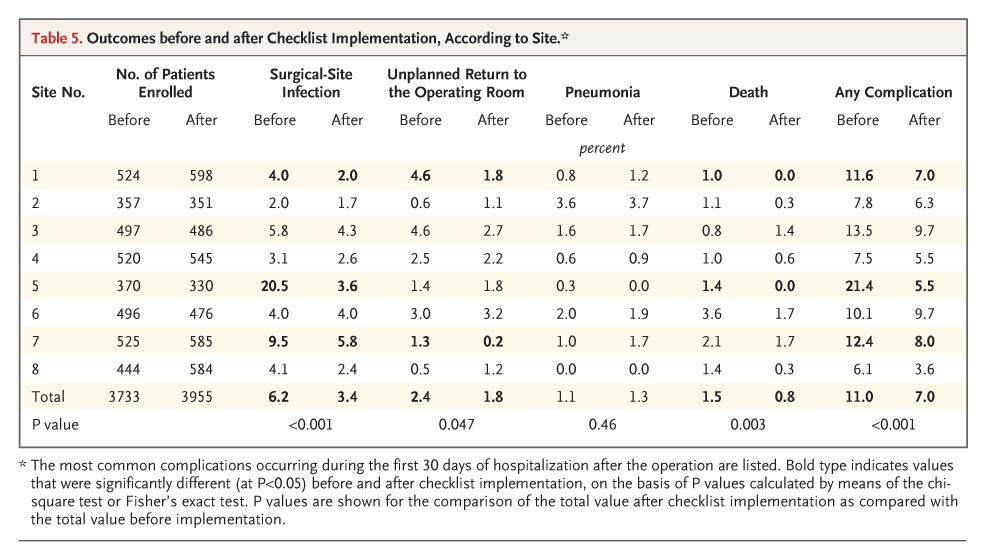 Table 5. Outcomes before and after Checklist Implementation, According to Site.*
Site No. No. of Patients Enrolled Surgical-Site Infection Unplanned Return to the Operating Room Pneumonia Death Any Complication
Before After Before After Before After Before After Before After Before After
percent
1 524 598 4.0 2.0 4.6 1.8 0.8 1.2 1.0 0.0 11.6 7.0
2 357 351 2.0 1.7 0.6 1.1 3.6 3.7 1.1 0.3 7.8 6.3
3 497 486 5.8 4.3 4.6 2.7 1.6 1.7 0.8 1.4 13.5 9.7
4 520 545 3.1 2.6 2.5 2.2 0.6 0.9 1.0 0.6 7.5 5.5
5 370 330 20.5 3.6 1.4 1.8 0.3 0.0 1.4 0.0 21.4 5.5
6 496 476 4.0 4.0 3.0 3.2 2.0 1.9 3.6 1.7 10.1 9.7
7 525 585 9.5 5.8 1.3 0.2 1.0 1.7 2.1 1.7 12.4 8.0
8 444 584 4.1 2.4 0.5 1.2 0.0 0.0 1.4 0.3 6.1 3.6
Total 3733 3955 6.2 3.4 2.4 1.8 1.1 1.3 1.5 0.8 11.0 7.0
P value <0.001 0.047 0.46 0.003 <0.001
* The most common complications occurring during the first 30 days of hospitalization after the operation are listed. Bold type indicates values
that were significantly different (at P<0.05) before and after checklist implementation, on the basis of P values calculated by means of the chi-
square test or Fisher's exact test. P values are shown for the comparison of the total value after checklist implementation as compared with
the total value before implementation.